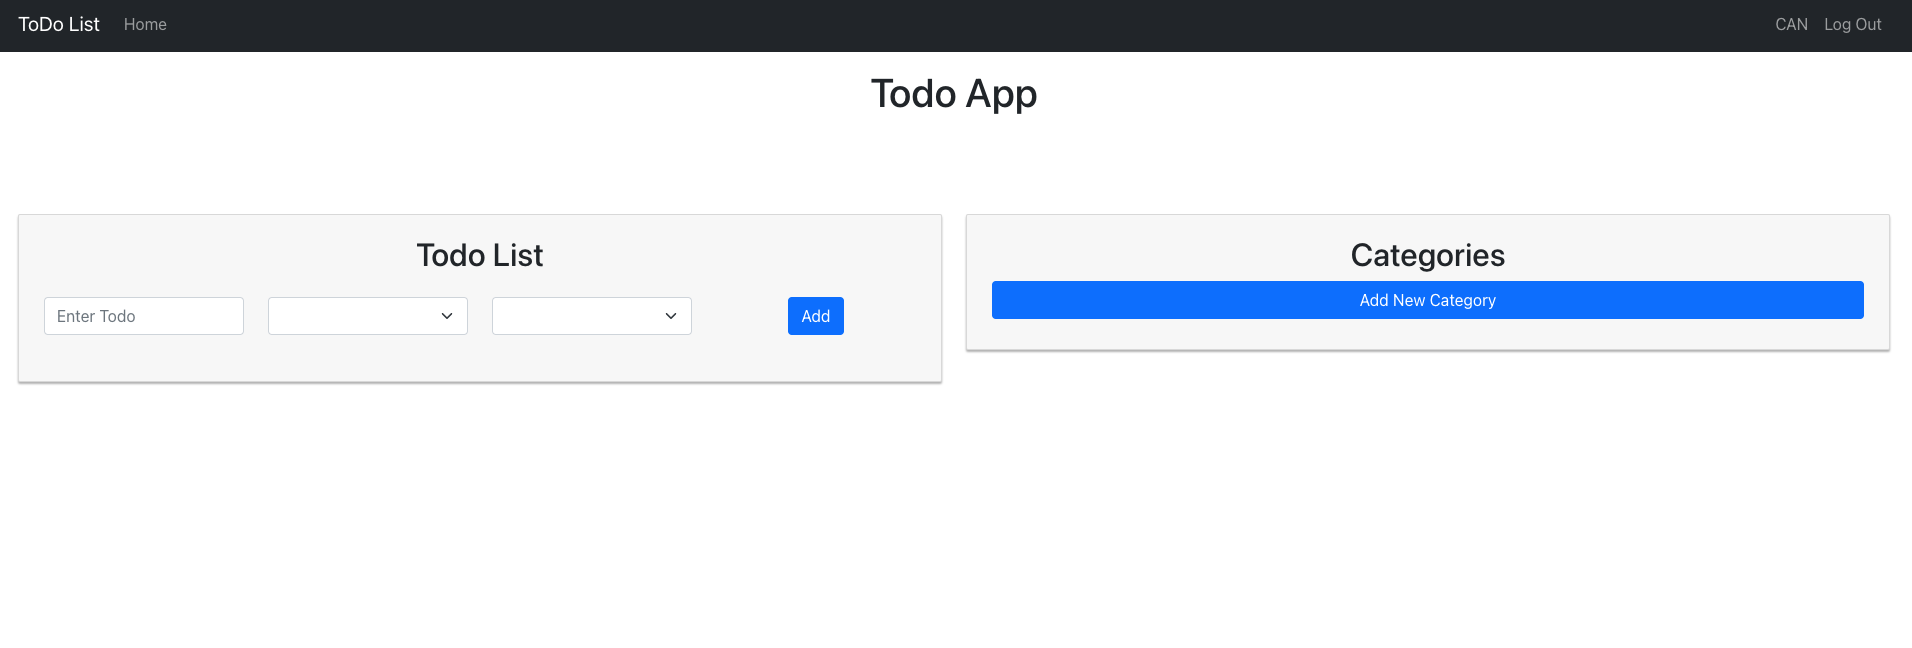 ToDo List Home CAN Log Out
Todo App
Todo List
Enter Todo Add
Categories
Add New Category